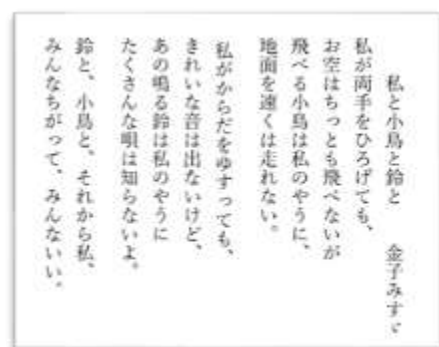 私と小鳥と鈴と　　金子みすゞ
私が両手をひろげても、
お空はちっとも飛べないが
飛べる小鳥は私のやうに、
地面を速くは走れない。
私がからだをゆすっても、
きれいな音は出ないけど、
あの鳴る鈴は私のやうに
たくさんな唄は知らないよ。
鈴と、小鳥と、それから私、
みんなちがって、みんないい。